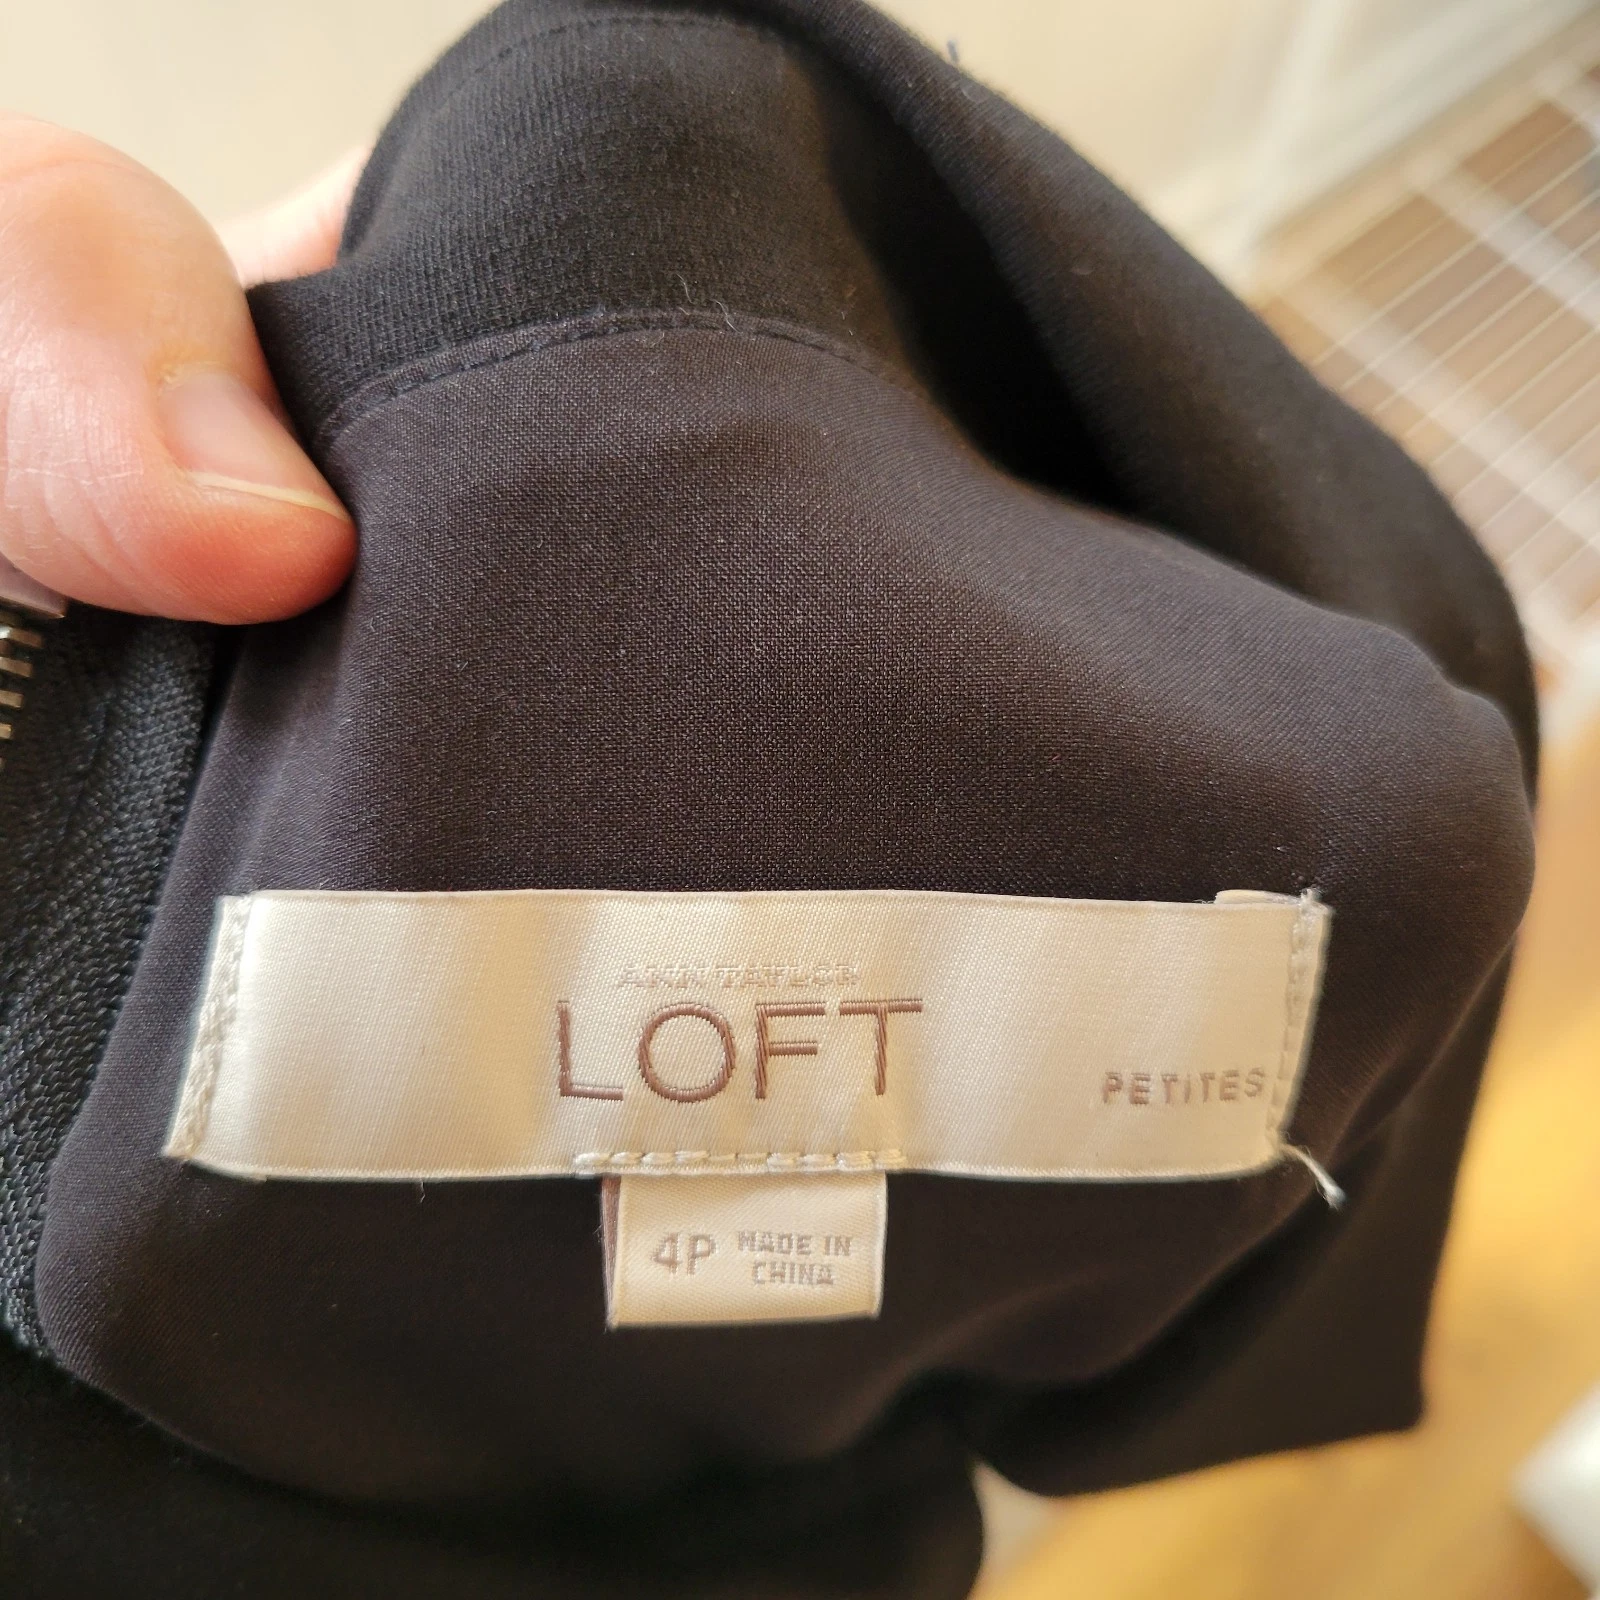 ANN TAYLOR
LOFT
PETITES
4P MADE IN
CHINA